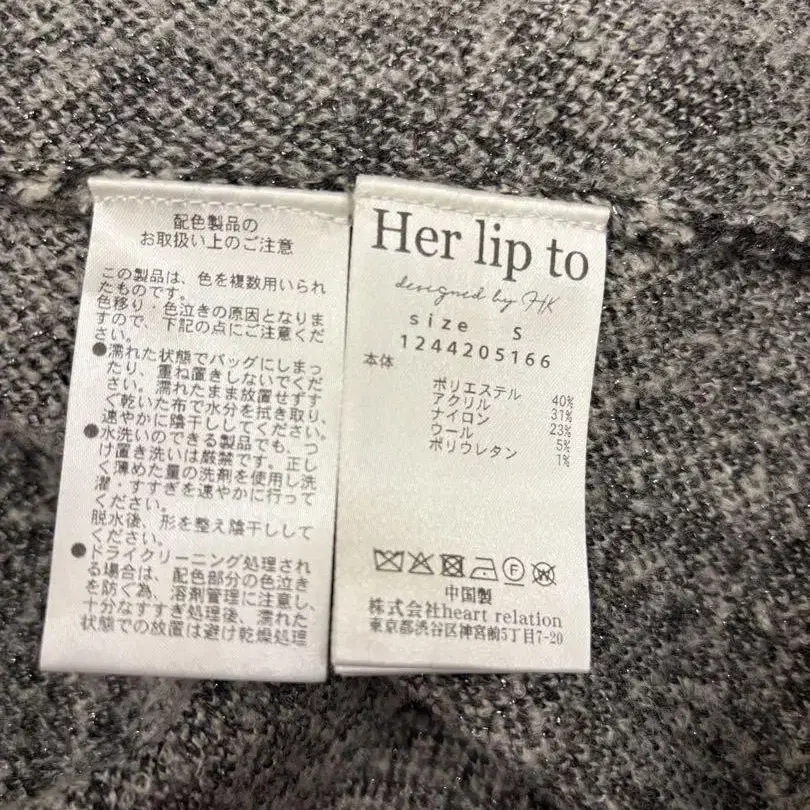 配色製品の
お取扱い上のご注意
この製品は、色を複数用いられ
たものです。
色移り・色泣きの原因となりま
すので、下記の点にご注意くだ
さい。
●濡れた状態でバッグにしまっ
たり、重ね置きしないでくだ
さい。濡れたまま放置せずす
ぐ乾いた布で水分を拭き取り、
速やかに陰干ししてください。
●水洗いのできる製品でも、つ
け置き洗いは厳禁です。正し
く薄めた量の洗剤を使用し洗
濯・すすぎを速やかに行って
ください。
脱水後、形を整え陰干しして
ください。
●ドライクリーニング処理され
る場合は、配色部分の色泣き
を防ぐ為、溶剤管理に注意し、
十分なすすぎ処理後、濡れた
状態での放置は避け乾燥処理
Her lip to
designed by HK
size S
1244205166
本体
ポリエステル 40%
アクリル 31%
ナイロン 23%
ウール 5%
ポリウレタン 1%
中国製
株式会社heart relation
東京都渋谷区神宮前5丁目7-20